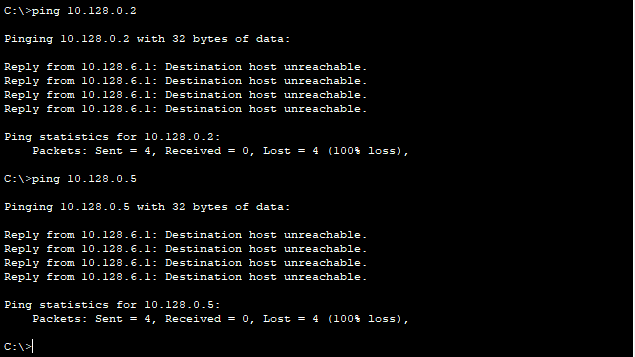 C:\>ping 10.128.0.2
Pinging 10.128.0.2 with 32 bytes of data:
Reply from 10.128.6.1: Destination host unreachable.
Reply from 10.128.6.1: Destination host unreachable.
Reply from 10.128.6.1: Destination host unreachable.
Reply from 10.128.6.1: Destination host unreachable.
Ping statistics for 10.128.0.2:
    Packets: Sent = 4, Received = 0, Lost = 4 (100% loss),
C:\>ping 10.128.0.5
Pinging 10.128.0.5 with 32 bytes of data:
Reply from 10.128.6.1: Destination host unreachable.
Reply from 10.128.6.1: Destination host unreachable.
Reply from 10.128.6.1: Destination host unreachable.
Reply from 10.128.6.1: Destination host unreachable.
Ping statistics for 10.128.0.5:
    Packets: Sent = 4, Received = 0, Lost = 4 (100% loss),
C:\>